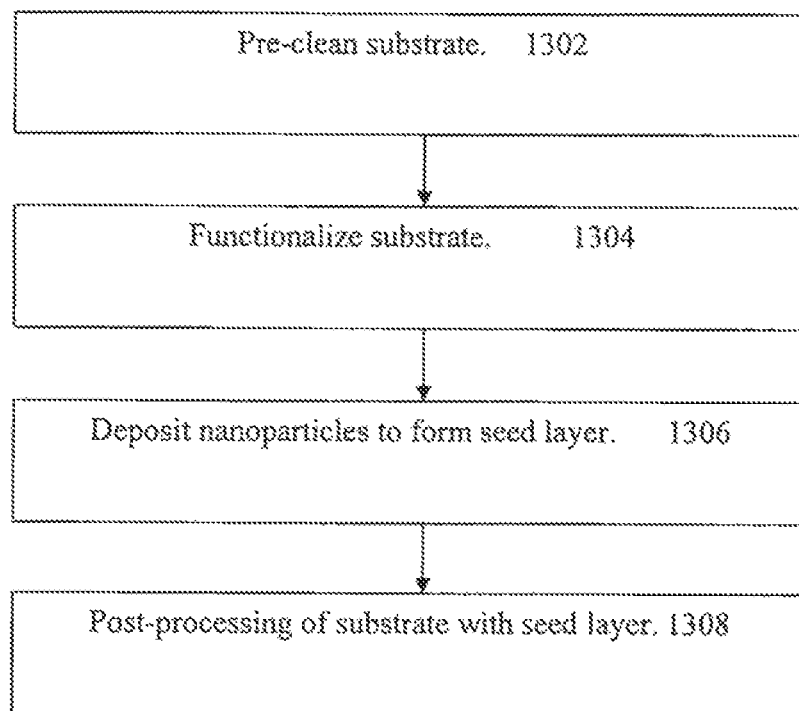 Pre-clean substrate. 1302
Functionalize substrate. 1304
Deposit nanoparticles to form seed layer. 1306
Post-processing of substrate with seed layer. 1308